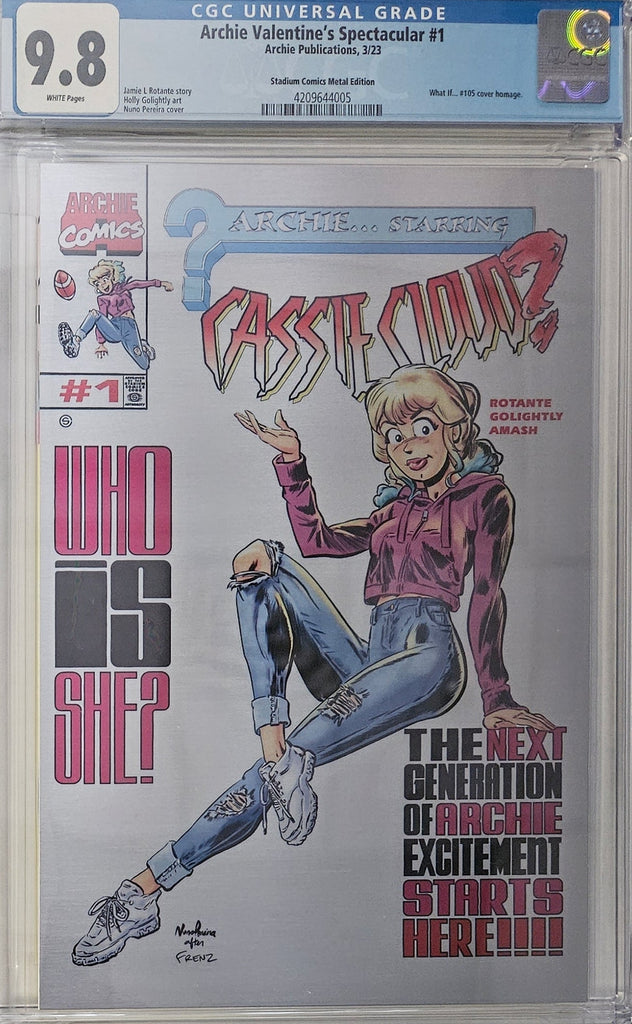 CGC UNIVERSAL GRADE
9.8
WHITE Pages
Archie Valentine's Spectacular #1
Archie Publications, 3/23
Stadium Comics Metal Edition
Jamie L Rotante story
Holly Golightly art
Nuno Pereira cover
4209644005
What If... #105 cover homage.
CGC
ARCHIE
COMICS
#1
?
ARCHIE... STARRING
CASSIE CLOUD?
ROTANTE
GOLIGHTLY
AMASH
WHO
IS
SHE?
THE NEXT
GENERATION
OF ARCHIE
EXCITEMENT
STARTS
HERE!!!!
Nuno Pereira
after
FRENZ